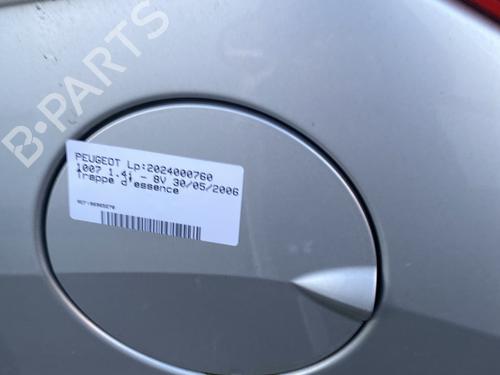 B-PARTS
PEUGEOT Lp:2024000760
1007 1.4i - 8V 30/05/2006
Trappe d'essence